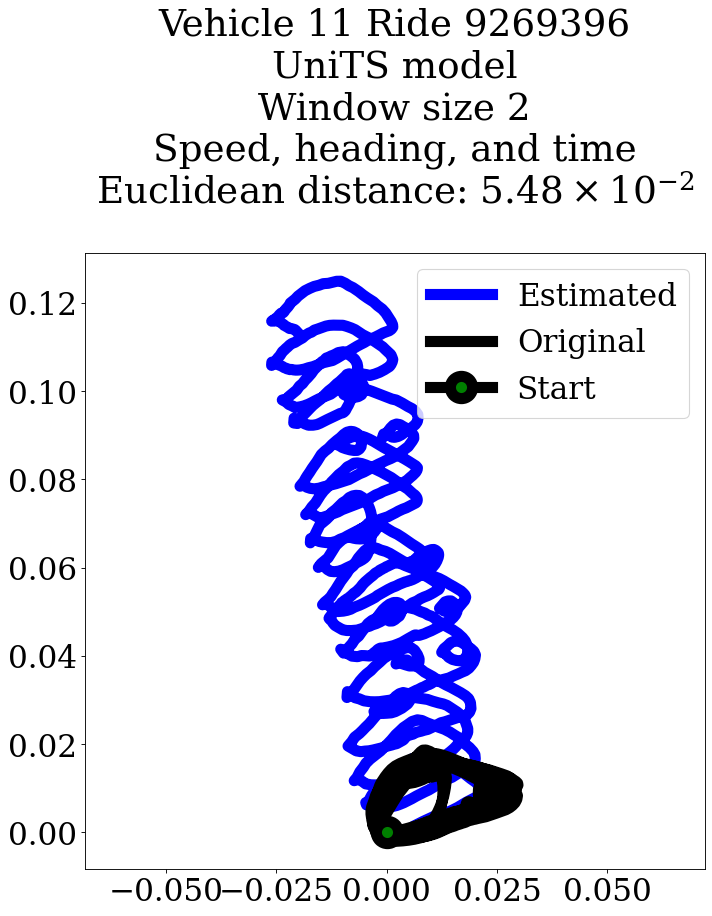 Vehicle 11 Ride 9269396
UniTS model
Window size 2
Speed, heading, and time
Euclidean distance: 5.48 × 10⁻²
Estimated
Original
Start
0.12
0.10
0.08
0.06
0.04
0.02
0.00
−0.050 −0.025 0.000 0.025 0.050